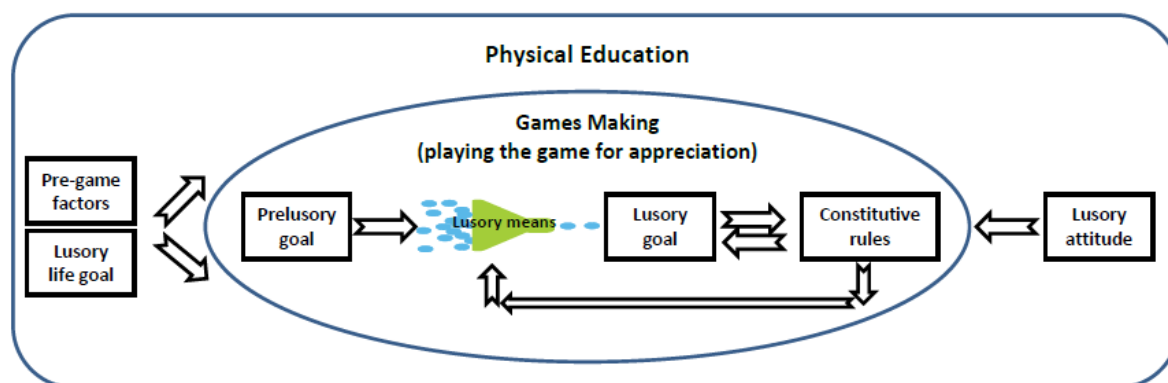 Physical Education
Games Making
(playing the game for appreciation)
Pre-game
factors
Lusory
life goal
Prelusory
goal
Lusory means
Lusory
goal
Constitutive
rules
Lusory
attitude